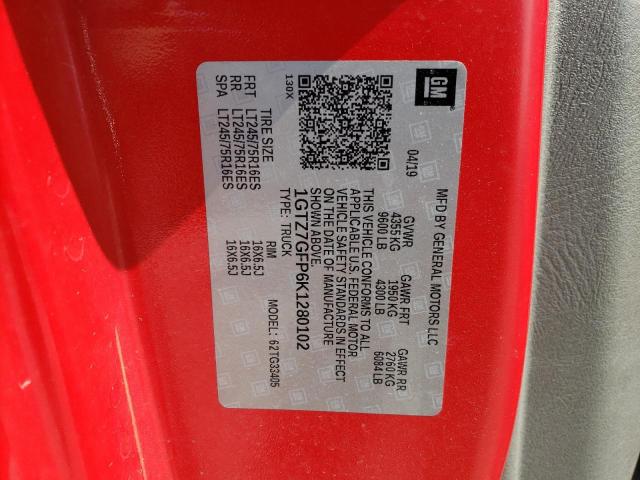 GM
MFD BY GENERAL MOTORS LLC
04/19
GVWR
GAWR FRT
GAWR RR
4355 KG
1950 KG
2760 KG
9600 LB
4300 LB
6084 LB
THIS VEHICLE CONFORMS TO ALL
APPLICABLE U.S. FEDERAL MOTOR
VEHICLE SAFETY STANDARDS IN EFFECT
ON THE DATE OF MANUFACTURE
SHOWN ABOVE.
1GTZ7GFP6K1280102
130X
TYPE: TRUCK
MODEL: 62TG33405
TIRE SIZE
RIM
FRT LT245/75R16ES 16X6.5J
RR LT245/75R16ES 16X6.5J
SPA LT245/75R16ES 16X6.5J